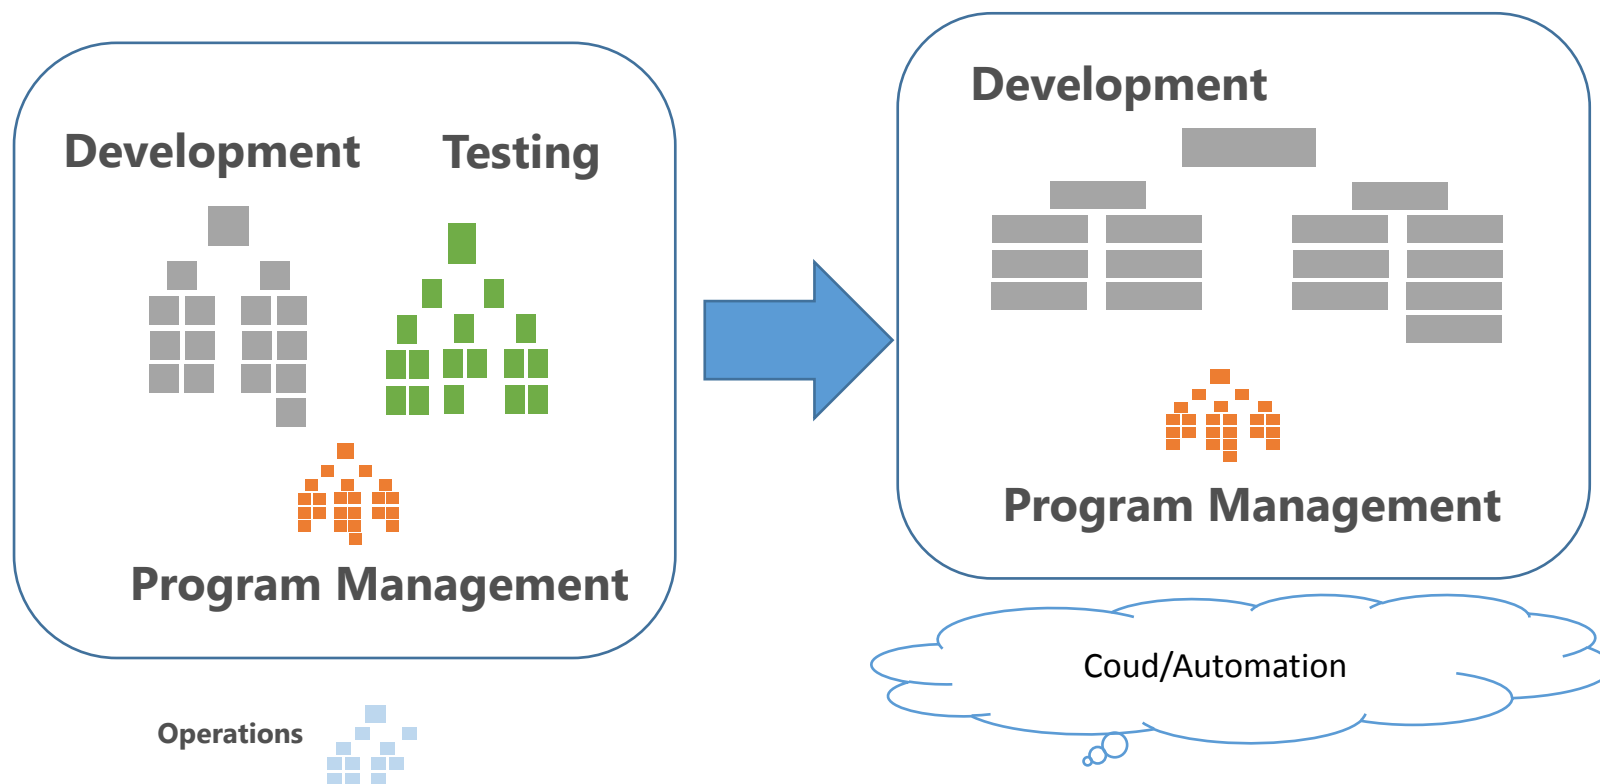 Development
Testing
Program Management
Operations
Development
Program Management
Coud/Automation